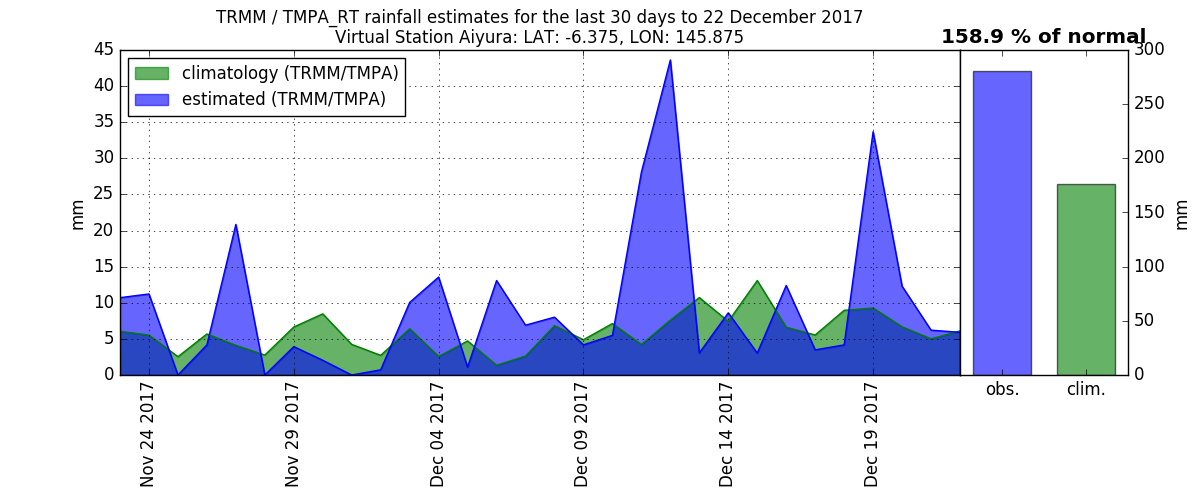 TRMM / TMPA_RT rainfall estimates for the last 30 days to 22 December 2017
Virtual Station Aiyura: LAT: -6.375, LON: 145.875
158.9 % of normal
climatology (TRMM/TMPA)
estimated (TRMM/TMPA)
45
40
35
30
25
20
15
10
5
0
mm
300
250
200
150
100
50
0
mm
Nov 24 2017
Nov 29 2017
Dec 04 2017
Dec 09 2017
Dec 14 2017
Dec 19 2017
obs.
clim.